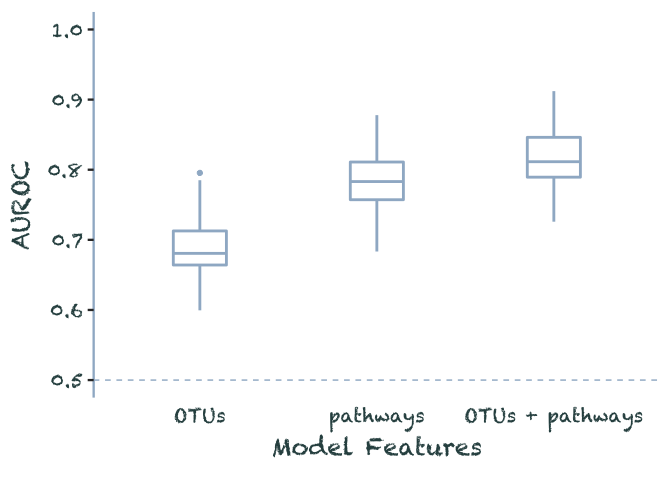 1.0
0.9
0.8
0.7
0.6
0.5
AUROC
OTUs
pathways
OTUs + pathways
Model Features